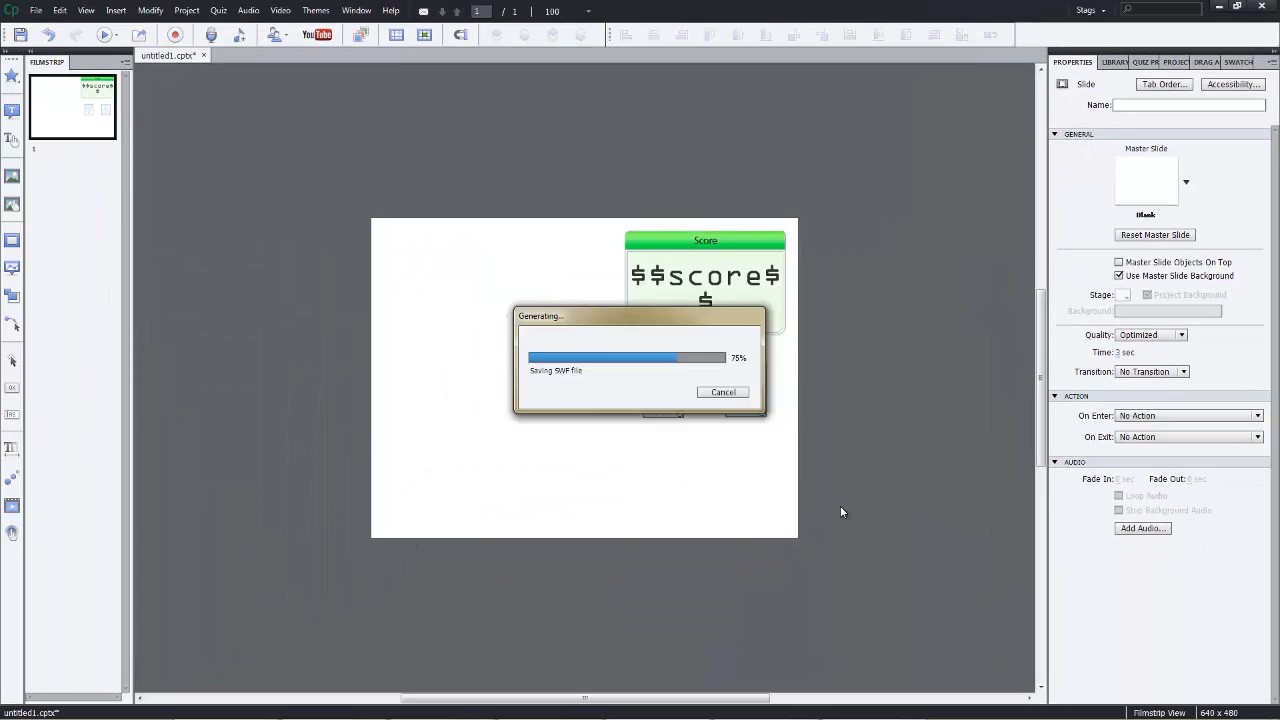 Cp File Edit View Insert Modify Project Quiz Audio Themes Window Help 1 / 1 100 Stags
YouTube
untitled1.cptx* ×
FILMSTRIP
$$score$
$
1
Score
$$score$
$
Generating...
75%
Saving SWF file
Cancel
PROPERTIES LIBRARY QUIZ PR PROJEC DRAG A SWATCH
Slide Tab Order... Accessibility...
Name:
GENERAL
Master Slide
Blank
Reset Master Slide
Master Slide Objects On Top
Use Master Slide Background
Stage: Project Background
Background:
Quality: Optimized
Time: 3 sec
Transition: No Transition
ACTION
On Enter: No Action
On Exit: No Action
AUDIO
Fade In: 0 sec Fade Out: 0 sec
Loop Audio
Stop Background Audio
Add Audio...
untitled1.cptx* Filmstrip View 640 x 480